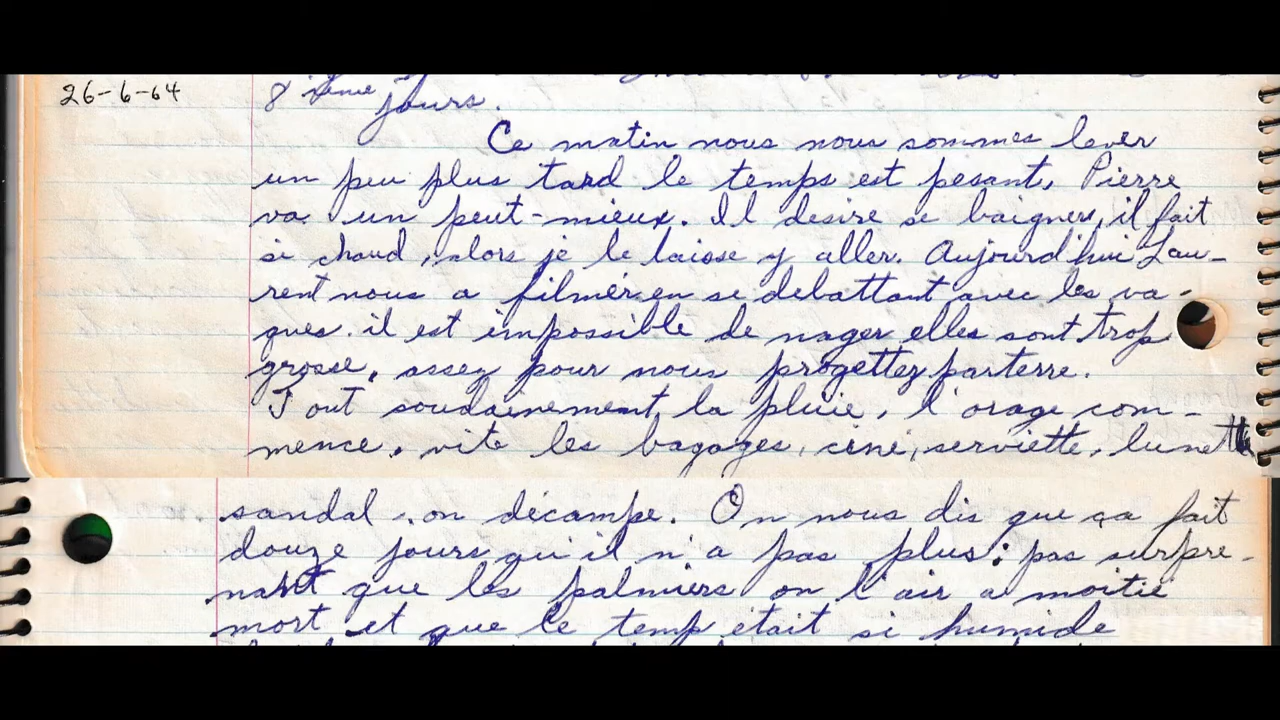 26-6-64
8 ième jours.
Ce matin nous nous sommes lever
un peu plus tard le temps est pesant, Pierre
va un peut-mieux. Il desire se baigner, il fait
si chaud, alors je le laisse y aller. Aujourd'hui Lau-
rent nous a filmér en se debattant avec les va-
gues. il est impossible de nager elles sont trop
grosse, assez pour nous progettez parterre.
Tout soudainement, la pluie, l'orage com-
mence, vite les bagages, ciné, serviette, lunette
sandal, on décampe. On nous dis que ça fait
douze jours qu'il n'a pas plus: pas surpre-
nant que les palmiers on l'air a moitié
mort et que le temp etait si humide